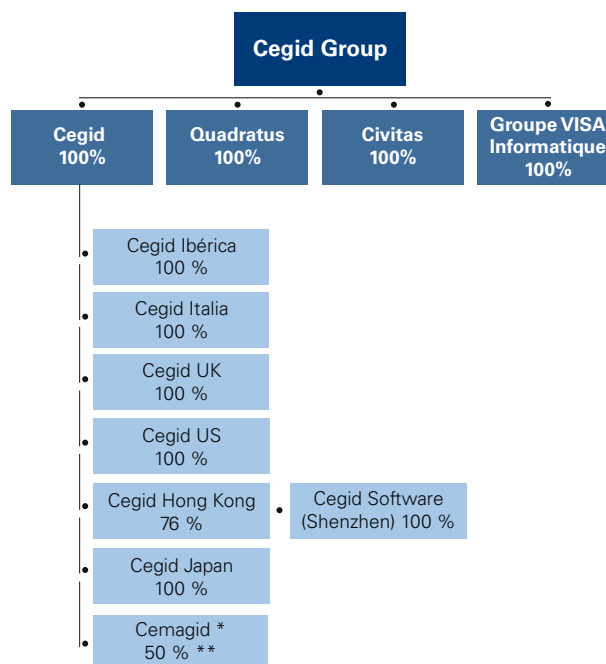 Cegid Group
Cegid
100%
Quadratus
100%
Civitas
100%
Groupe VISA
Informatique
100%
Cegid Ibérica
100 %
Cegid Italia
100 %
Cegid UK
100 %
Cegid US
100 %
Cegid Hong Kong
76 %
Cegid Software
(Shenzhen) 100 %
Cegid Japan
100 %
Cemagid *
50 % **